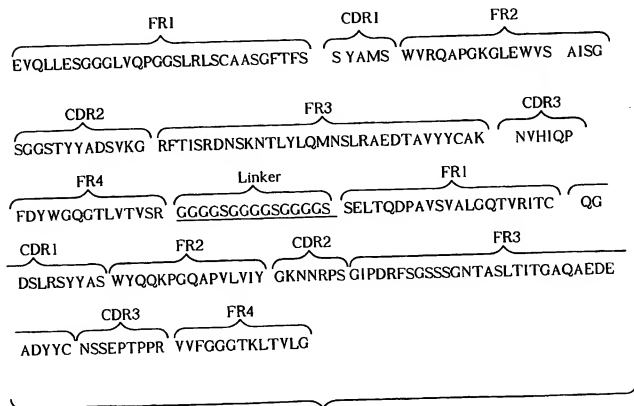 FR1 CDR1 FR2
EVQLLESGGGLVQPGGSLRLSCAASGFTFS SYAMS WVRQAPGKGLEWVS AISG
CDR2 FR3 CDR3
SGGSTYYADSVKG RFTISRDNSKNTLYLQMNSLRAEDTAVYYCAK NVHIQP
FR4 Linker FR1
FDYWGQGTLVTVSR GGGGSGGGGSGGGGS SELTQDPAVSVALGQTVRITC QG
CDR1 FR2 CDR2 FR3
DSLRSYYAS WYQQKPGQAPVLVIY GKNNRPS GIPDRFSGSSSGNTASLTITGAQAEDE
CDR3 FR4
ADYYC NSSEPTPPR VVFGGGTKLTVLG